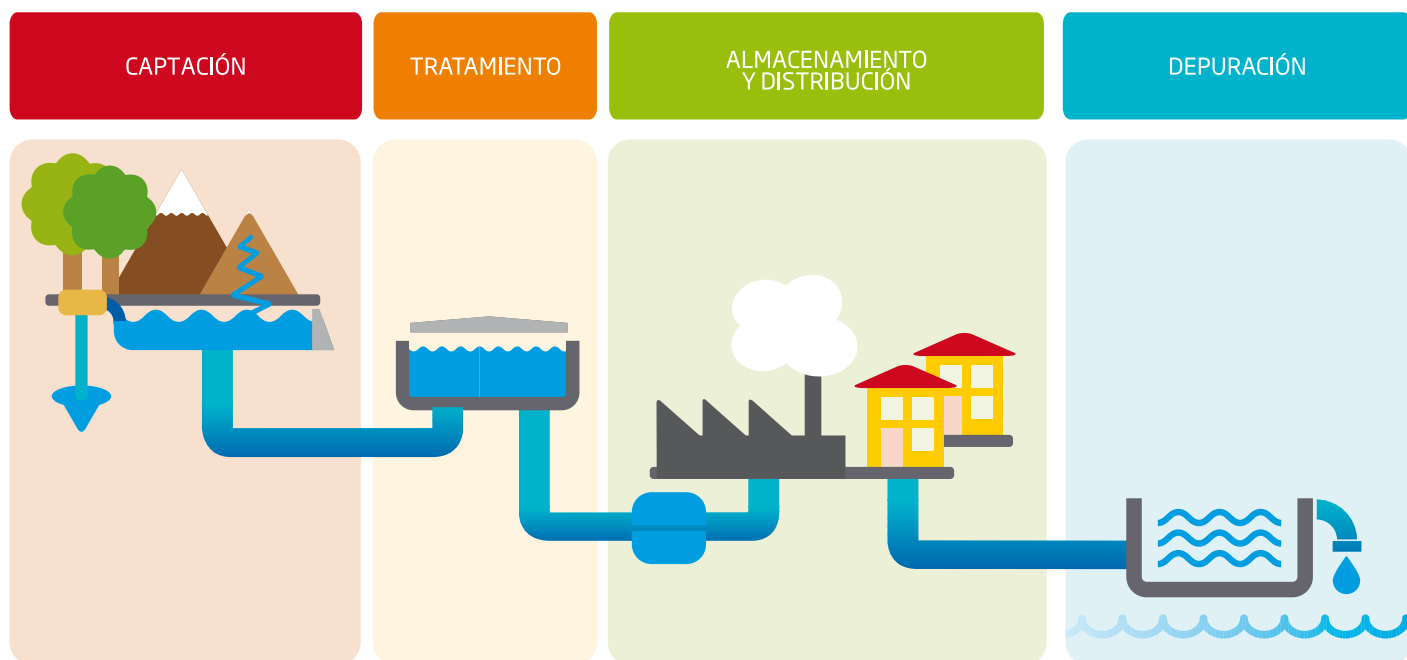 CAPTACIÓN
TRATAMIENTO
ALMACENAMIENTO
Y DISTRIBUCIÓN
DEPURACIÓN